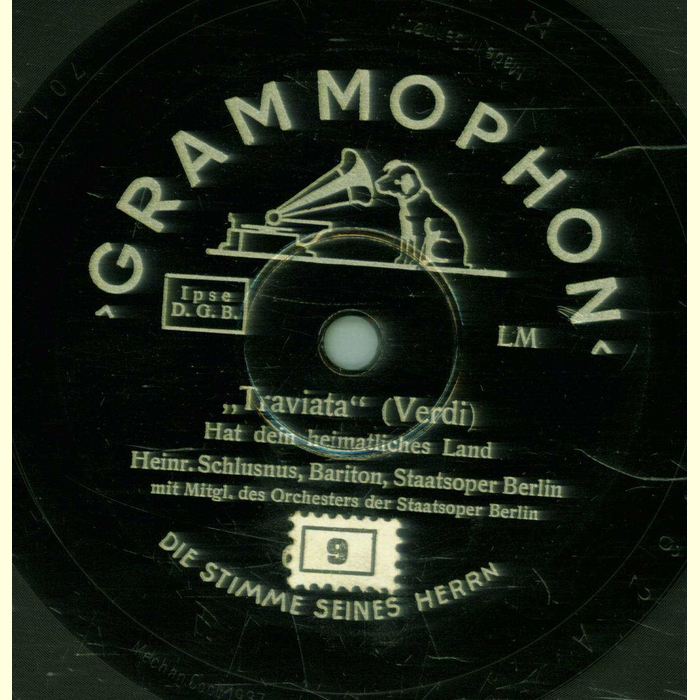 GRAMMOPHON
Ipse
D. G. B.
LM
„Traviata“ (Verdi)
Hat dein heimatliches Land
Heinr. Schlusnus, Bariton, Staatsoper Berlin
mit Mitgl. des Orchesters der Staatsoper Berlin
9
DIE STIMME SEINES HERRN